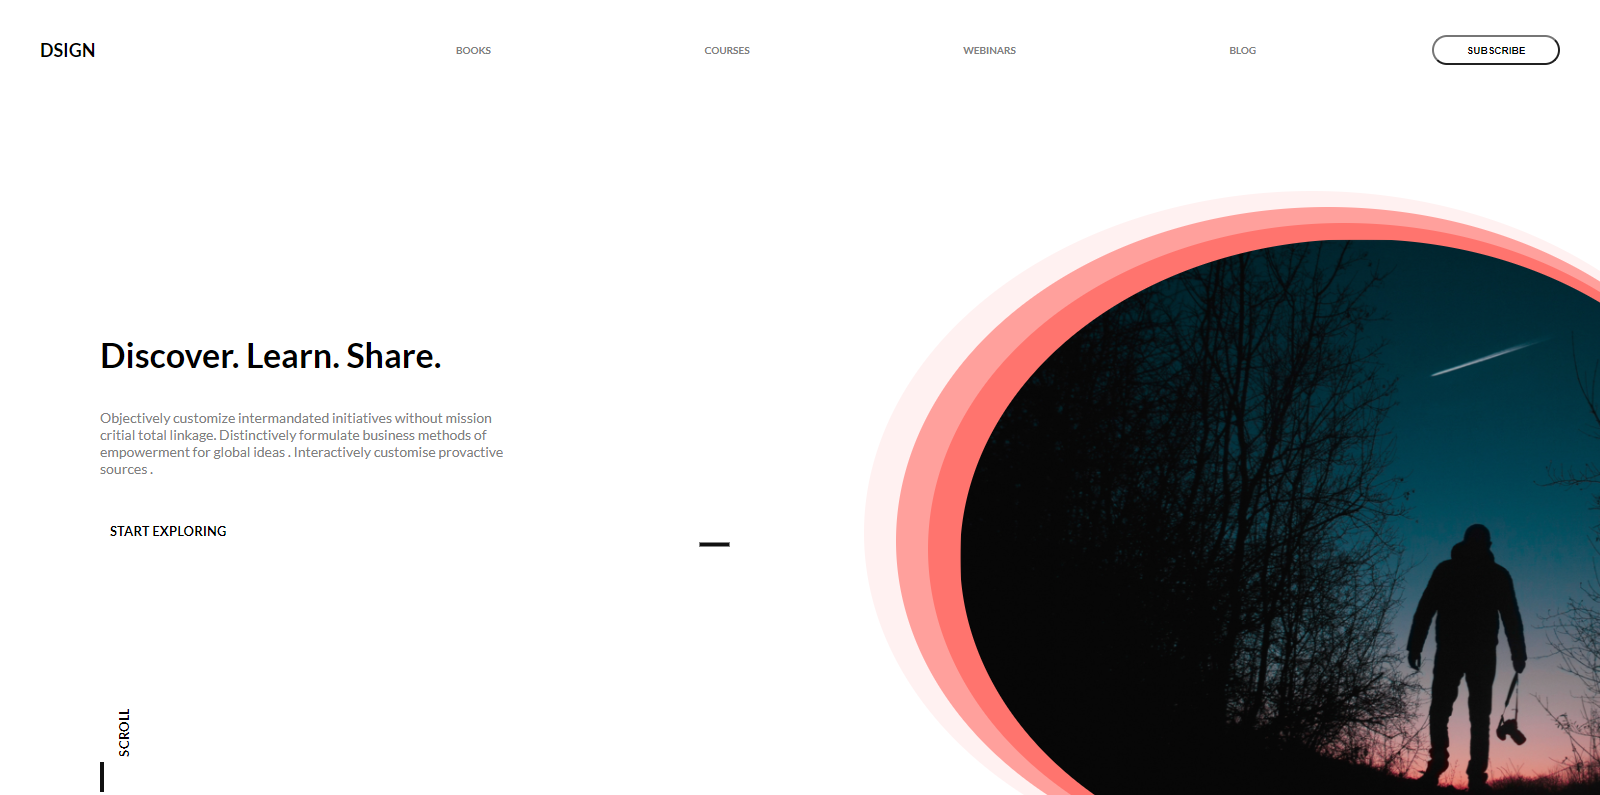 DSIGN
BOOKS
COURSES
WEBINARS
BLOG
SUBSCRIBE
Discover. Learn. Share.
Objectively customize intermandated initiatives without mission
critial total linkage. Distinctively formulate business methods of
empowerment for global ideas . Interactively customise provactive
sources .
START EXPLORING
SCROLL